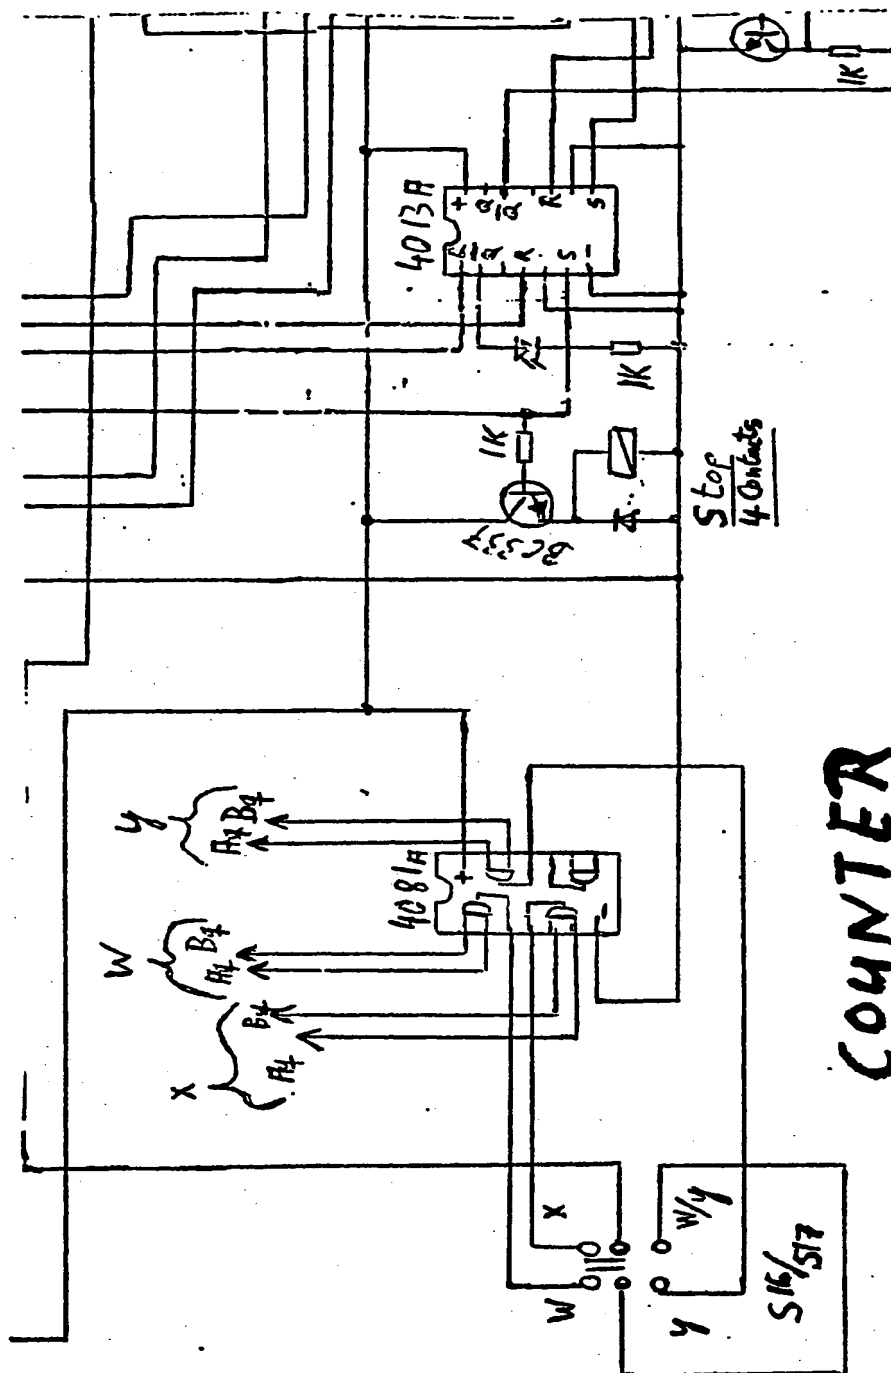 1K
4013A
+ Q Q̅ R S
Q̅ R S -
1K
1K
BC337
Stop
4 Contacts
Y
A4 B4
W
A4 B4
X
A4 B4
4081A
+
-
COUNTER
X
W
W/Y
Y
S16/S17